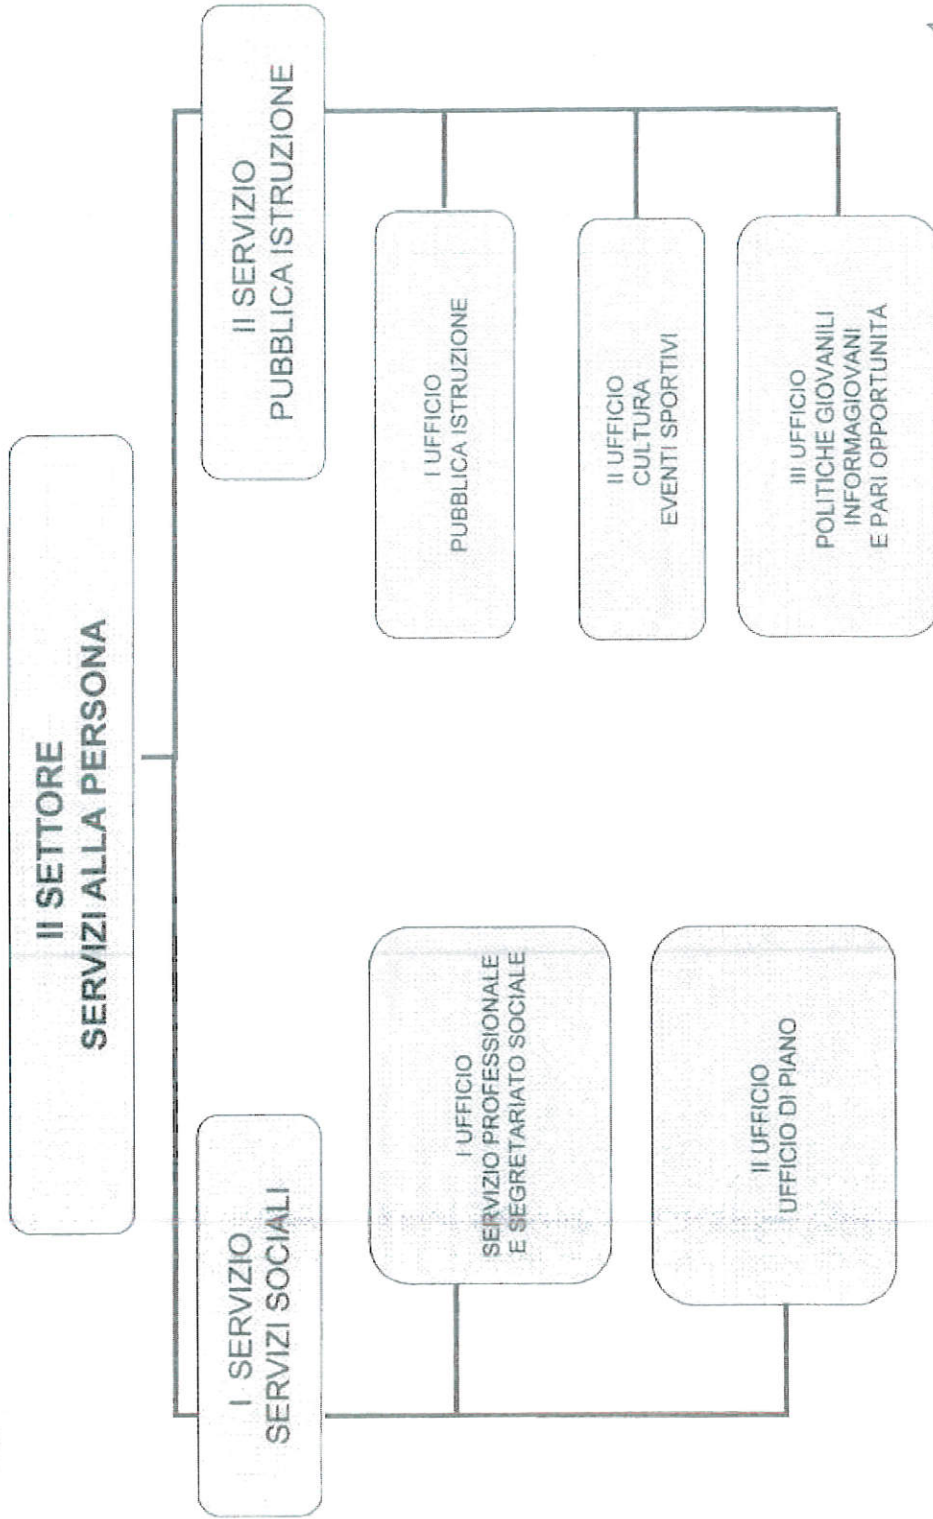 II SETTORE
SERVIZI ALLA PERSONA
I SERVIZIO
SERVIZI SOCIALI
I UFFICIO
SERVIZIO PROFESSIONALE
E SEGRETARIATO SOCIALE
II UFFICIO
UFFICIO DI PIANO
II SERVIZIO
PUBBLICA ISTRUZIONE
I UFFICIO
PUBBLICA ISTRUZIONE
II UFFICIO
CULTURA
EVENTI SPORTIVI
III UFFICIO
POLITICHE GIOVANILI
INFORMAGIOVANI
E PARI OPPORTUNITÀ